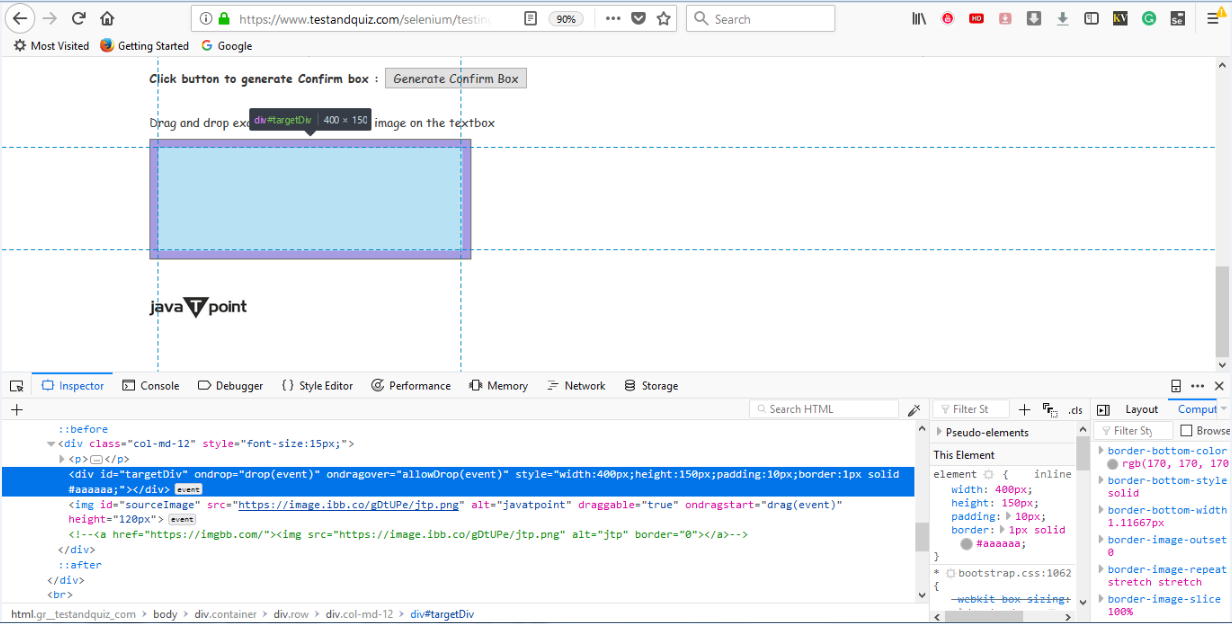 https://www.testandquiz.com/selenium/testing
90%
Search
HD
KV
Se
Most Visited
Getting Started
G Google
Click button to generate Confirm box :
Generate Confirm Box
Drag and drop exa
image on the textbox
div#targetDiv | 400 × 150
java T point
Inspector
Console
Debugger
{ } Style Editor
Performance
Memory
Network
Storage
Search HTML
::before
<div class="col-md-12" style="font-size:15px;">
<p>…</p>
<div id="targetDiv" ondrop="drop(event)" ondragover="allowDrop(event)" style="width:400px;height:150px;padding:10px;border:1px solid
#aaaaaa;"></div> event
<img id="sourceImage" src="https://image.ibb.co/gDtUPe/jtp.png" alt="javatpoint" draggable="true" ondragstart="drag(event)"
height="120px"> event
<!--<a href="https://imgbb.com/"><img src="https://image.ibb.co/gDtUPe/jtp.png" alt="jtp" border="0"></a>-->
</div>
::after
</div>
<br>
html.gr__testandquiz_com > body > div.container > div.row > div.col-md-12 > div#targetDiv
Filter St
+
.cls
Pseudo-elements
This Element
element { inline
width: 400px;
height: 150px;
padding: 10px;
border: 1px solid
#aaaaaa;
}
* bootstrap.css:1062
{
-webkit-box-sizing:
Layout
Comput
Filter Sty
Browse
border-bottom-color
rgb(170, 170, 170
border-bottom-style
solid
border-bottom-width
1.11667px
border-image-outset
0
border-image-repeat
stretch stretch
border-image-slice
100%